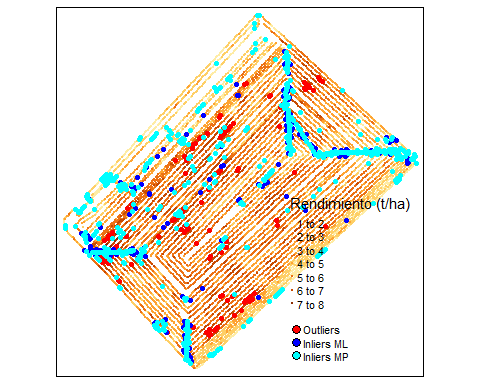 Rendimiento (t/ha)
1 to 2
2 to 3
3 to 4
4 to 5
5 to 6
6 to 7
7 to 8
Outliers
Inliers ML
Inliers MP